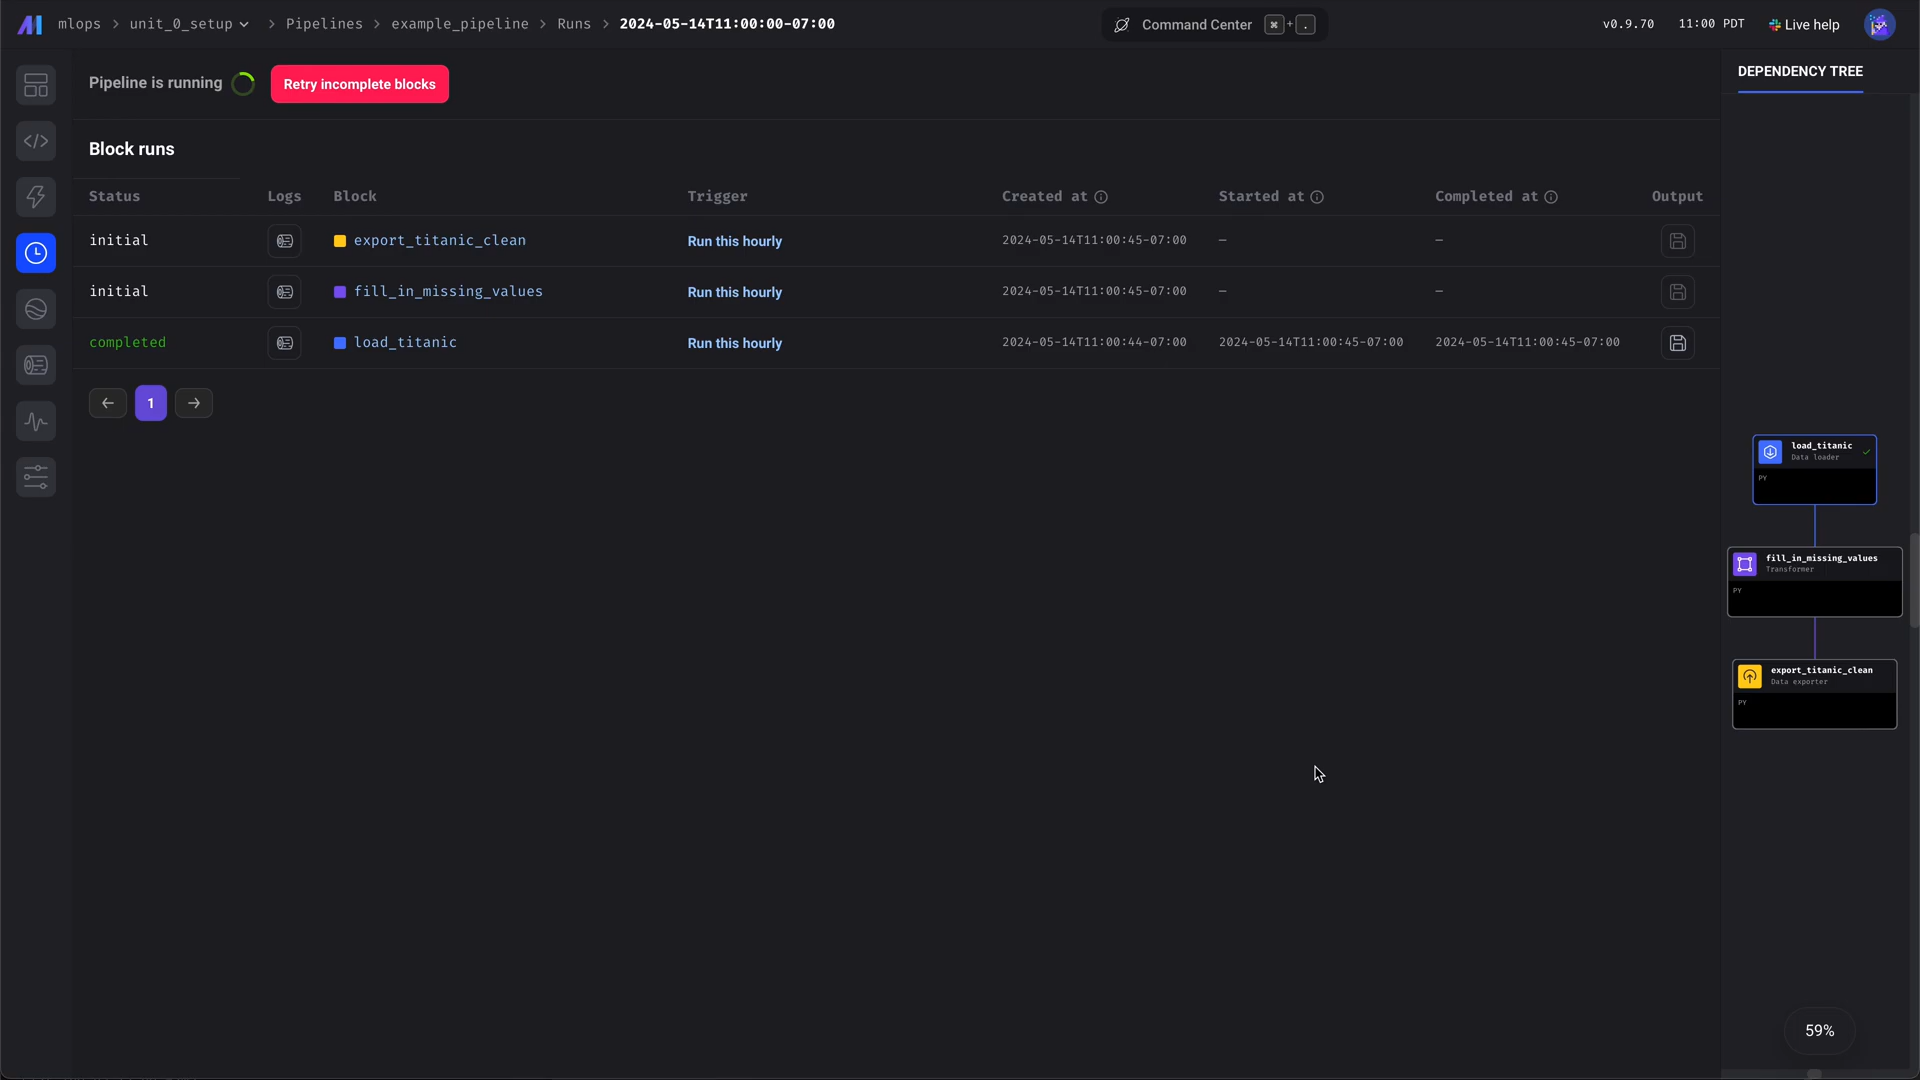 mlops > unit_0_setup > Pipelines > example_pipeline > Runs > 2024-05-14T11:00:00-07:00
Command Center ⌘ + .
v0.9.70 11:00 PDT Live help
Pipeline is running Retry incomplete blocks
DEPENDENCY TREE
Block runs
Status Logs Block Trigger Created at Started at Completed at Output
initial export_titanic_clean Run this hourly 2024-05-14T11:00:45-07:00 — —
initial fill_in_missing_values Run this hourly 2024-05-14T11:00:45-07:00 — —
completed load_titanic Run this hourly 2024-05-14T11:00:44-07:00 2024-05-14T11:00:45-07:00 2024-05-14T11:00:45-07:00
← 1 →
load_titanic
Data loader
PY
fill_in_missing_values
Transformer
PY
export_titanic_clean
Data exporter
PY
59%